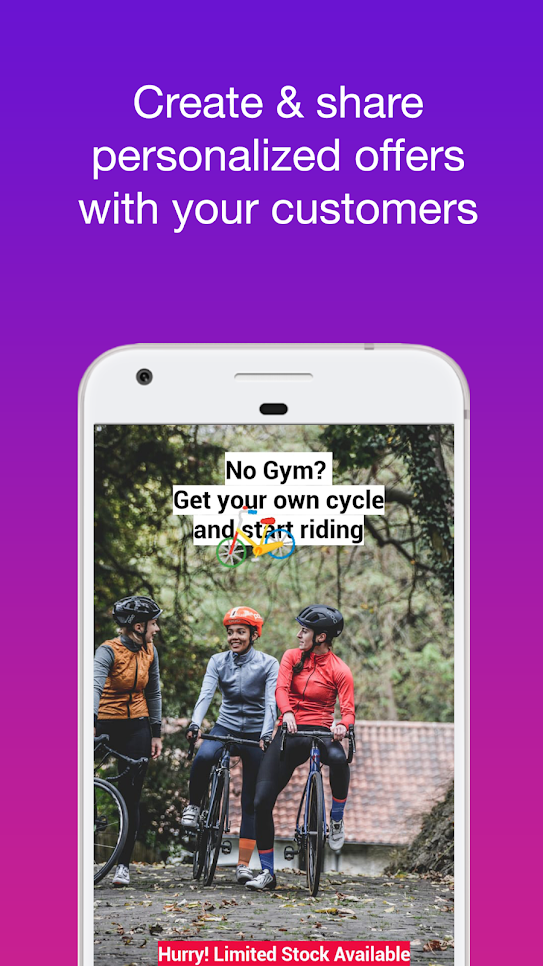 Create & share
personalized offers
with your customers
No Gym?
Get your own cycle
and start riding
Hurry! Limited Stock Available